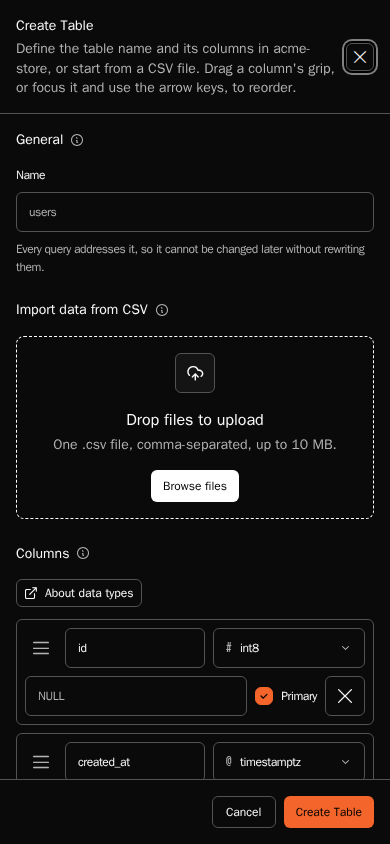 Create Table
Define the table name and its columns in acme-
store, or start from a CSV file. Drag a column's grip,
or focus it and use the arrow keys, to reorder.
General
Name
users
Every query addresses it, so it cannot be changed later without rewriting
them.
Import data from CSV
Drop files to upload
One .csv file, comma-separated, up to 10 MB.
Browse files
Columns
About data types
id # int8
NULL Primary
created_at @ timestamptz
Cancel Create Table